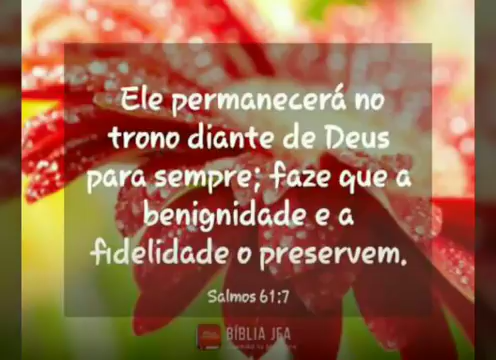 Ele permanecerá no
trono diante de Deus
para sempre; faze que a
benignidade e a
fidelidade o preservem.
Salmos 61:7
BÍBLIA JFA